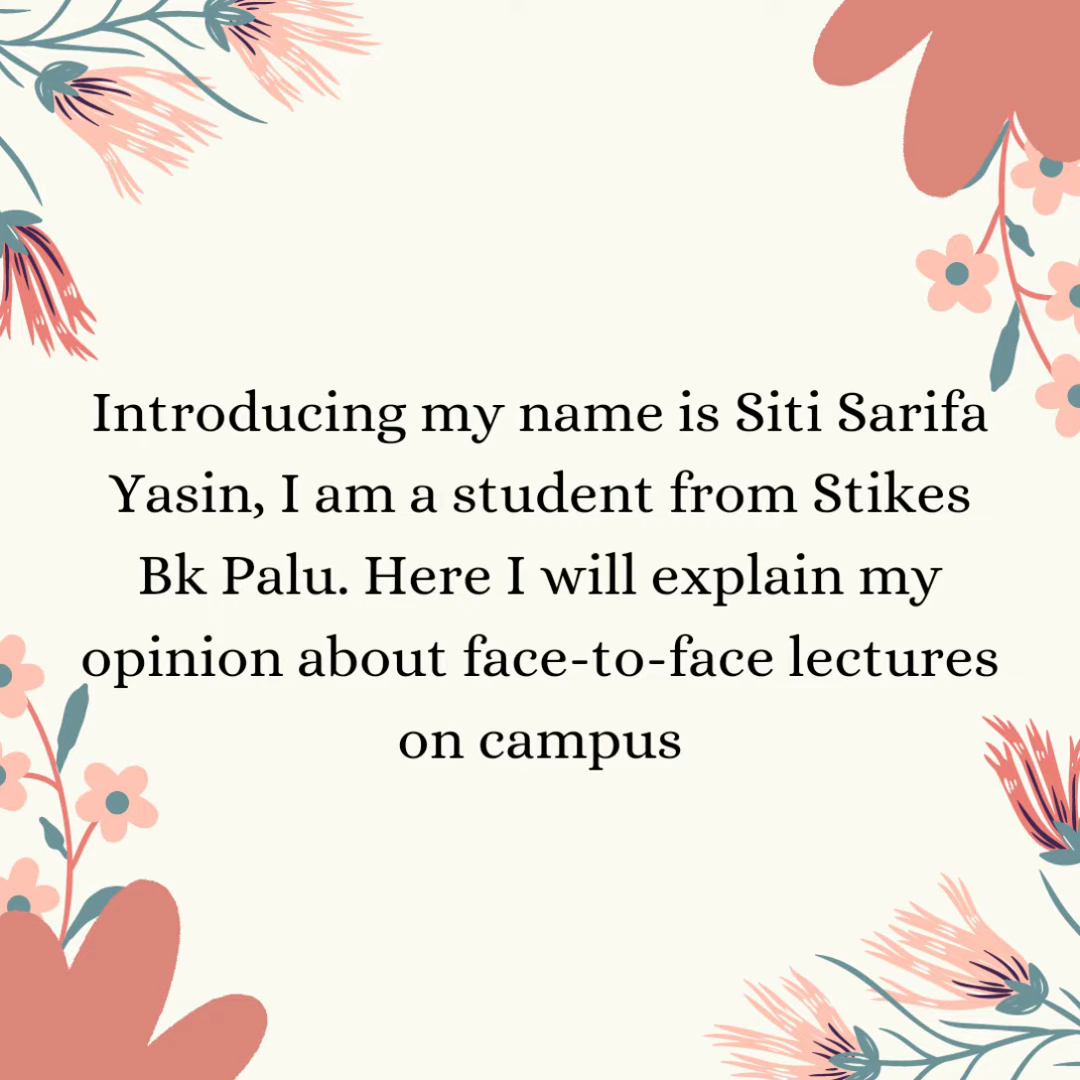 Introducing my name is Siti Sarifa
Yasin, I am a student from Stikes
Bk Palu. Here I will explain my
opinion about face-to-face lectures
on campus